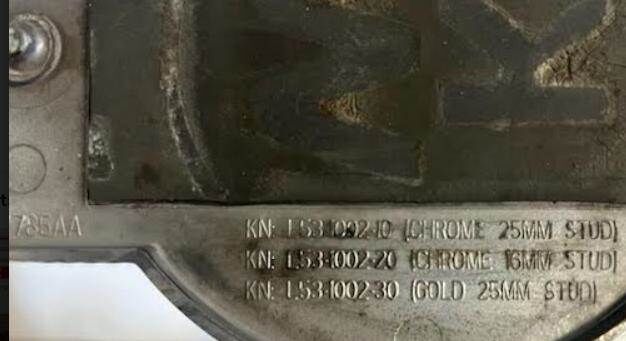 785AA
KN: L53-1002-10 (CHROME 25MM STUD)
KN: L53-1002-20 (CHROME 16MM STUD)
KN: L53-1002-30 (GOLD 25MM STUD)